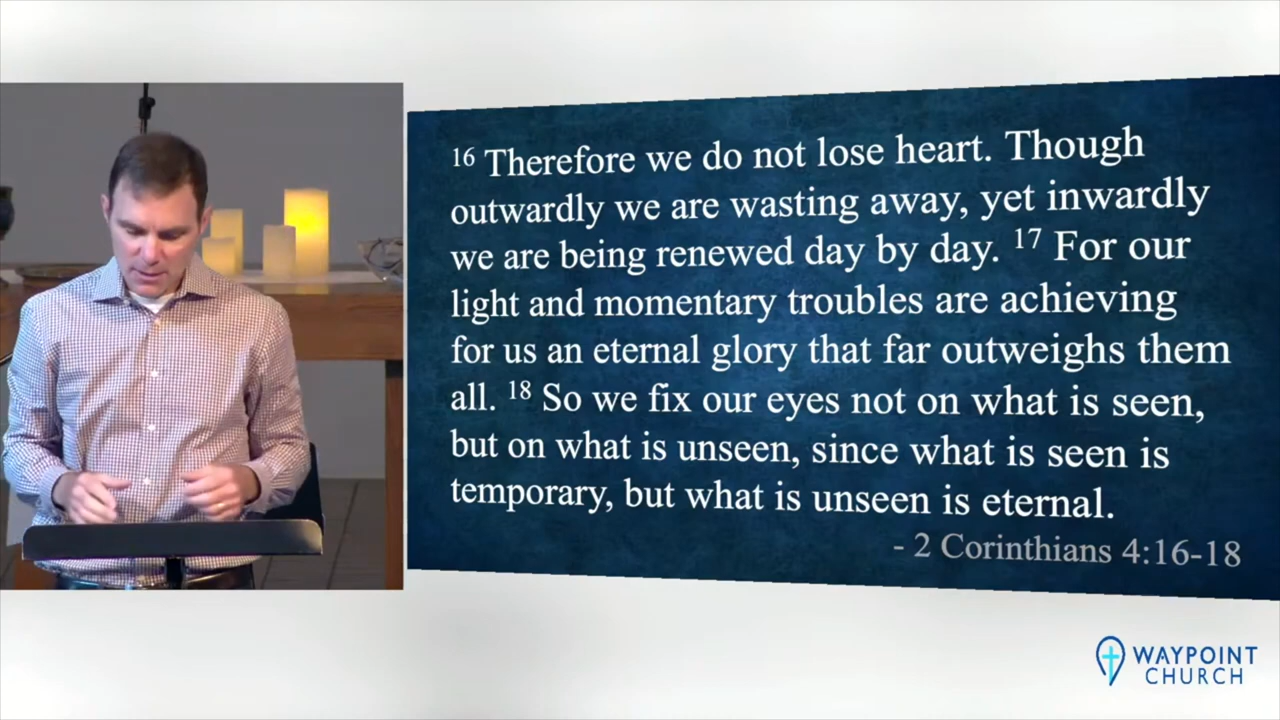 16 Therefore we do not lose heart. Though
outwardly we are wasting away, yet inwardly
we are being renewed day by day. 17 For our
light and momentary troubles are achieving
for us an eternal glory that far outweighs them
all. 18 So we fix our eyes not on what is seen,
but on what is unseen, since what is seen is
temporary, but what is unseen is eternal.
- 2 Corinthians 4:16-18
WAYPOINT
CHURCH